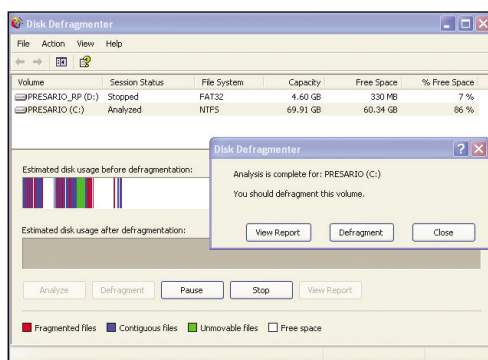 Disk Defragmenter
File Action View Help
Volume Session Status File System Capacity Free Space % Free Space
PRESARIO_RP (D:) Stopped FAT32 4.60 GB 330 MB 7 %
PRESARIO (C:) Analyzed NTFS 69.91 GB 60.34 GB 86 %
Disk Defragmenter
Analysis is complete for: PRESARIO (C:)
You should defragment this volume.
View Report Defragment Close
Estimated disk usage before defragmentation:
Estimated disk usage after defragmentation:
Analyze Defragment Pause Stop View Report
Fragmented files Contiguous files Unmovable files Free space